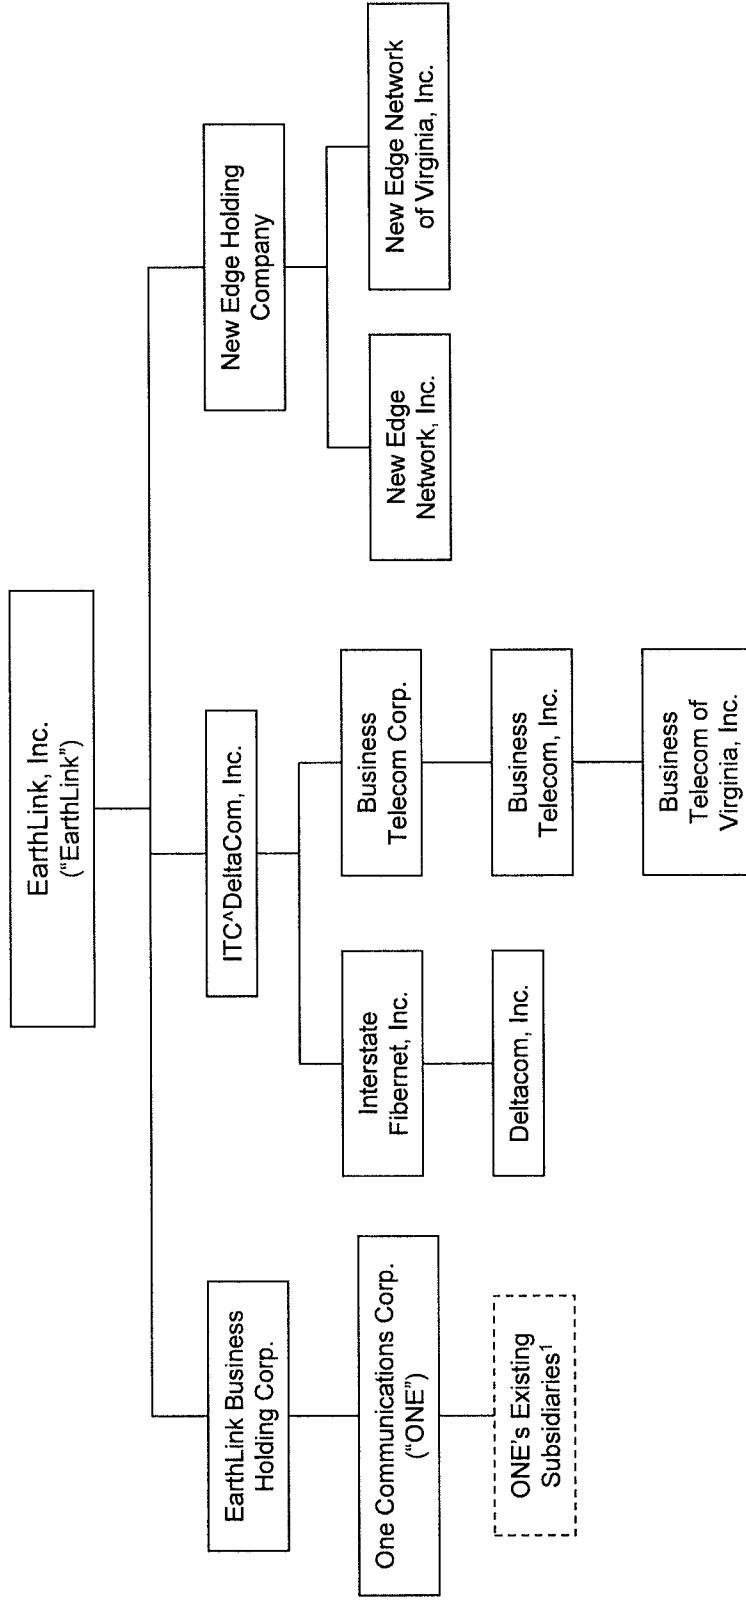 EarthLink, Inc.
(“EarthLink”)
EarthLink Business
Holding Corp.
ITC^DeltaCom, Inc.
New Edge Holding
Company
One Communications Corp.
(“ONE”)
Interstate
Fibernet, Inc.
Business
Telecom Corp.
New Edge
Network, Inc.
New Edge Network
of Virginia, Inc.
ONE’s Existing
Subsidiaries¹
Deltacom, Inc.
Business
Telecom, Inc.
Business
Telecom of
Virginia, Inc.